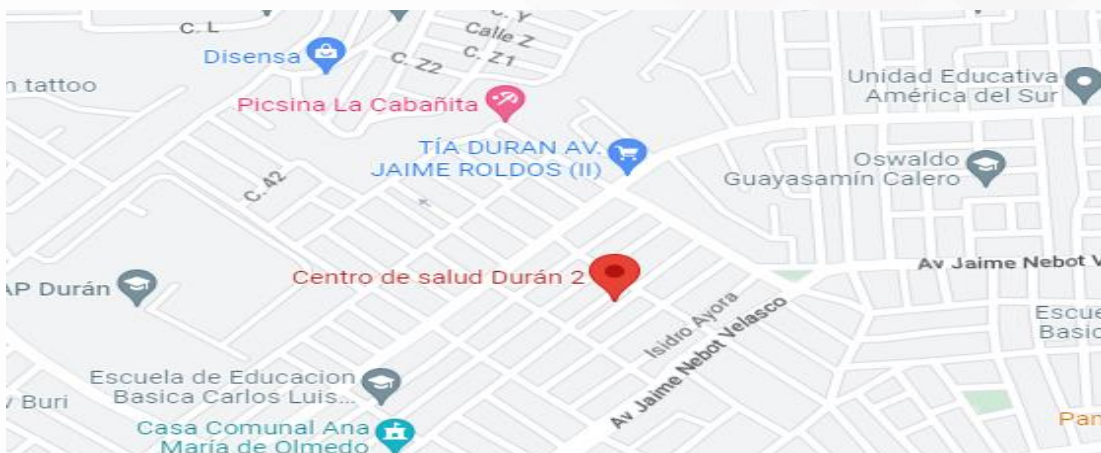 C. L
C. Y
Calle Z
C. Z1
C. Z2
Disensa
tattoo
Picsina La Cabañita
Unidad Educativa
América del Sur
TÍA DURAN AV.
JAIME ROLDOS (II)
Oswaldo
Guayasamín Calero
C. 42
Centro de salud Durán 2
Av Jaime Nebot V
AP Durán
Isidro Ayora
Av Jaime Nebot Velasco
Escue
Basic
Escuela de Educacion
Basica Carlos Luis...
Buri
Casa Comunal Ana
María de Olmedo
Pan